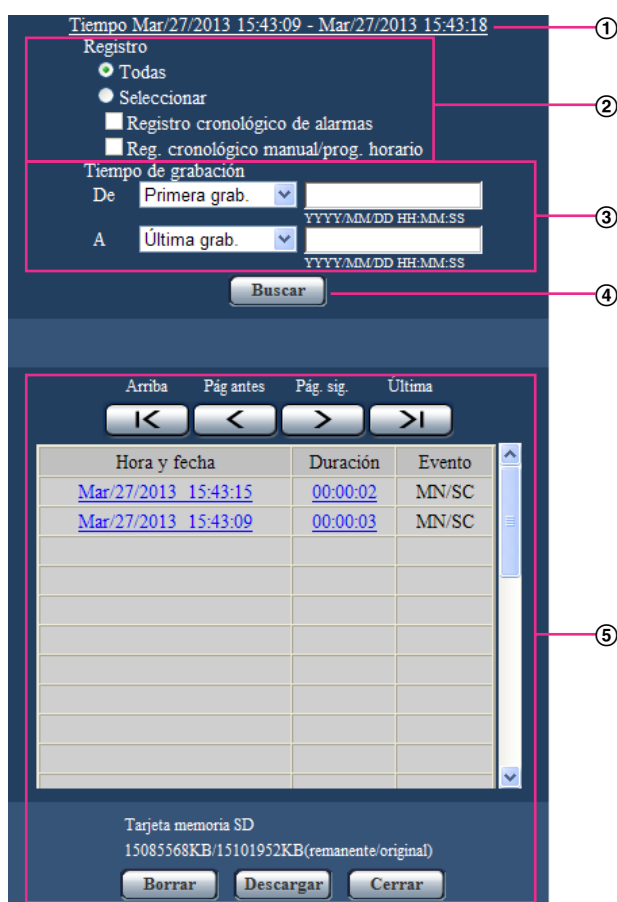 Tiempo Mar/27/2013 15:43:09 - Mar/27/2013 15:43:18 ①
Registro
Todas
Seleccionar ②
Registro cronológico de alarmas
Reg. cronológico manual/prog. horario
Tiempo de grabación
De Primera grab.
YYYY/MM/DD HH:MM:SS ③
A Última grab.
YYYY/MM/DD HH:MM:SS
Buscar ④
Arriba Pág antes Pág. sig. Última
Hora y fecha Duración Evento
Mar/27/2013 15:43:15 00:00:02 MN/SC
Mar/27/2013 15:43:09 00:00:03 MN/SC
⑤
Tarjeta memoria SD
15085568KB/15101952KB(remanente/original)
Borrar Descargar Cerrar